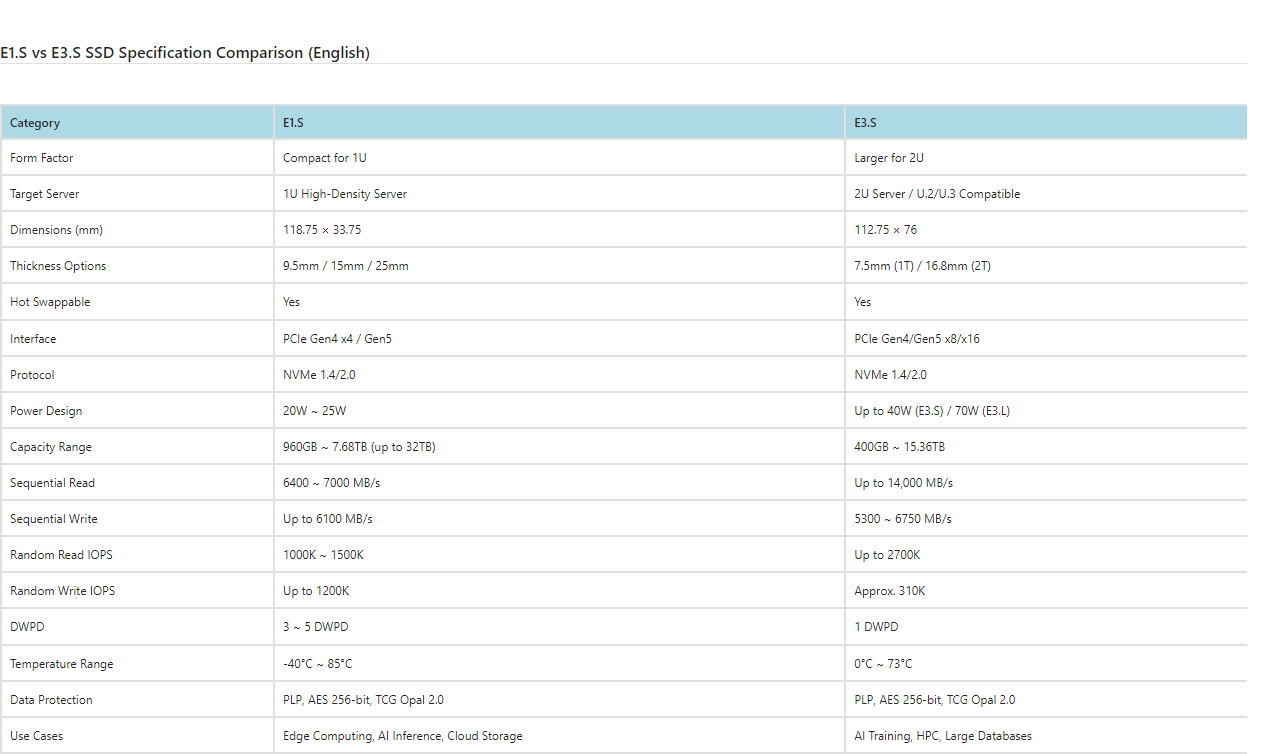 E1.S vs E3.S SSD Specification Comparison (English)
Category E1.S E3.S
Form Factor Compact for 1U Larger for 2U
Target Server 1U High-Density Server 2U Server / U.2/U.3 Compatible
Dimensions (mm) 118.75 × 33.75 112.75 × 76
Thickness Options 9.5mm / 15mm / 25mm 7.5mm (1T) / 16.8mm (2T)
Hot Swappable Yes Yes
Interface PCIe Gen4 x4 / Gen5 PCIe Gen4/Gen5 x8/x16
Protocol NVMe 1.4/2.0 NVMe 1.4/2.0
Power Design 20W ~ 25W Up to 40W (E3.S) / 70W (E3.L)
Capacity Range 960GB ~ 7.68TB (up to 32TB) 400GB ~ 15.36TB
Sequential Read 6400 ~ 7000 MB/s Up to 14,000 MB/s
Sequential Write Up to 6100 MB/s 5300 ~ 6750 MB/s
Random Read IOPS 1000K ~ 1500K Up to 2700K
Random Write IOPS Up to 1200K Approx. 310K
DWPD 3 ~ 5 DWPD 1 DWPD
Temperature Range -40°C ~ 85°C 0°C ~ 73°C
Data Protection PLP, AES 256-bit, TCG Opal 2.0 PLP, AES 256-bit, TCG Opal 2.0
Use Cases Edge Computing, AI Inference, Cloud Storage AI Training, HPC, Large Databases